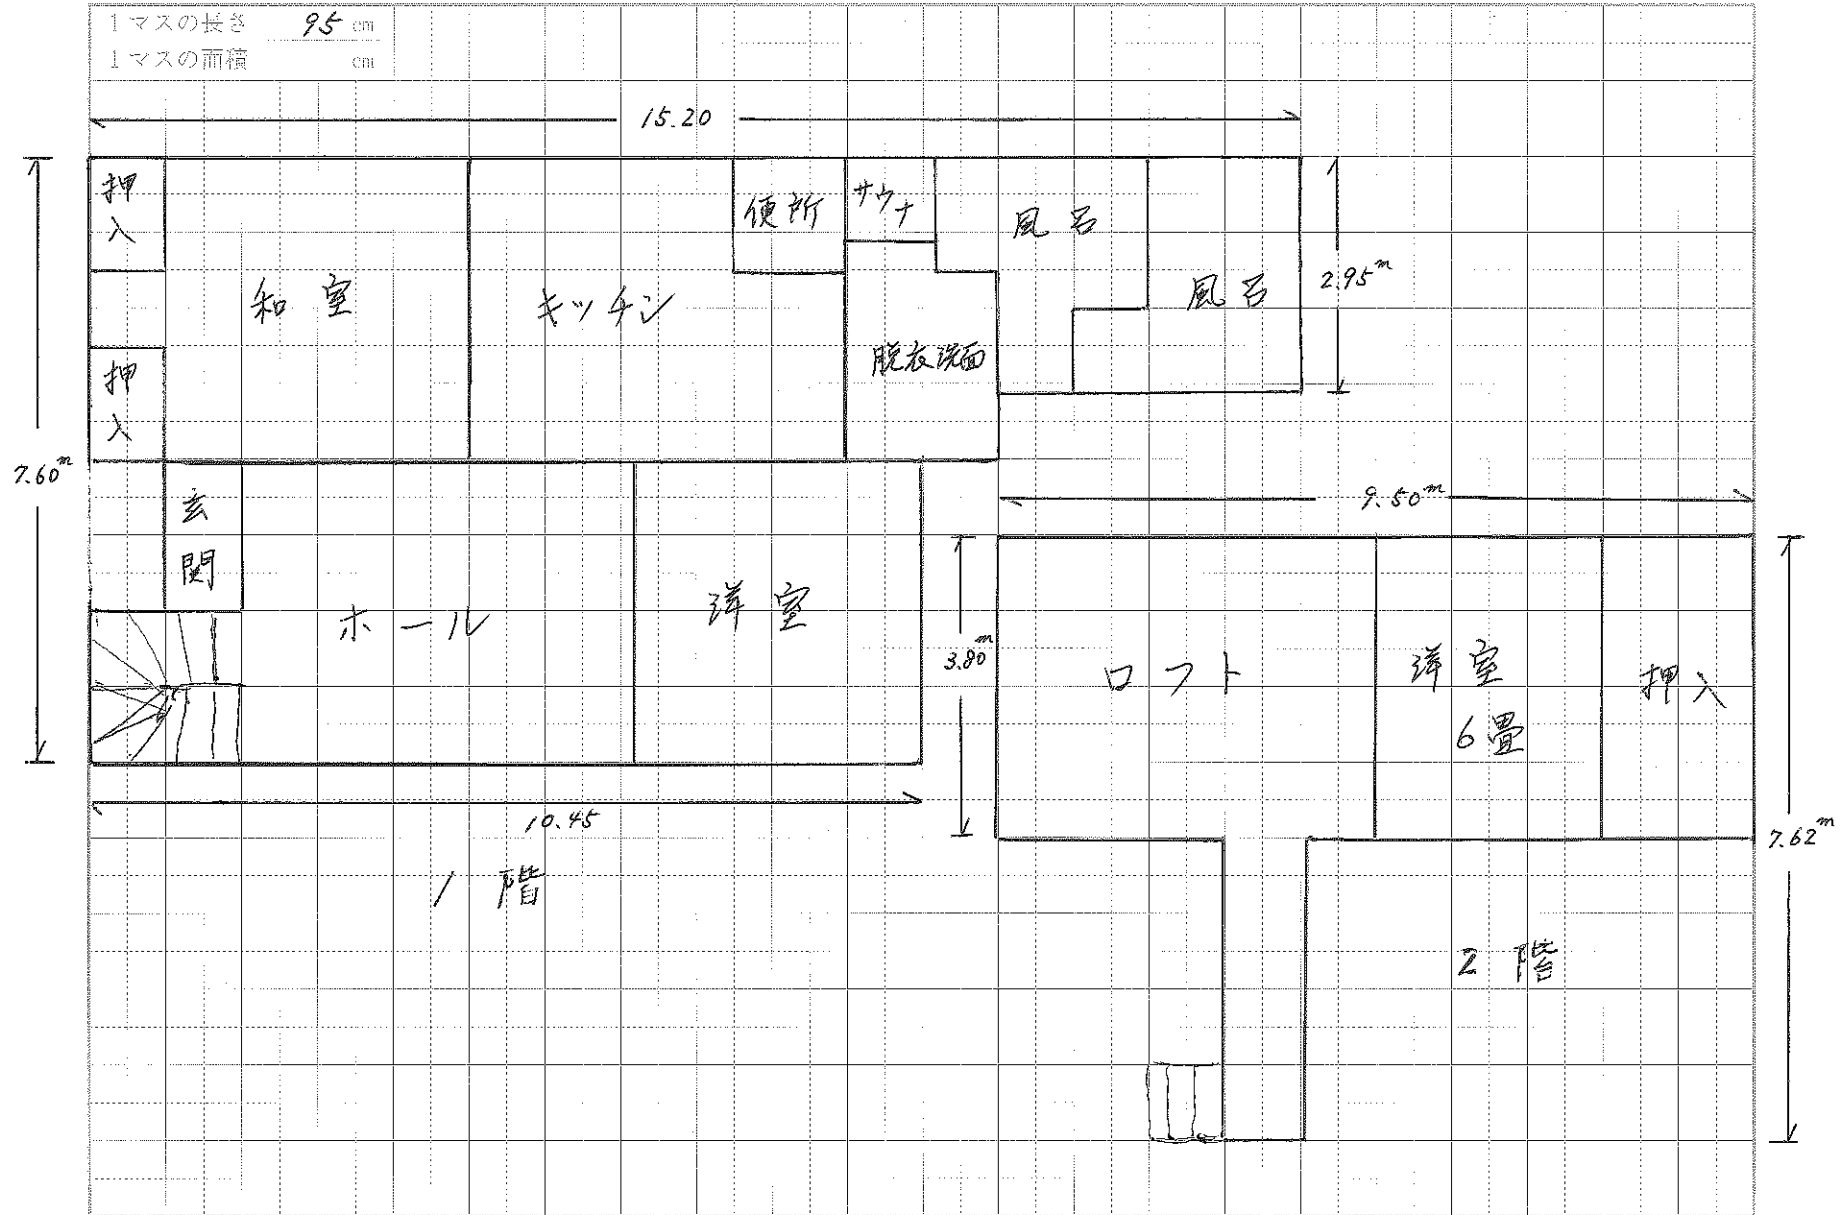 1マスの長さ 95 cm
1マスの面積 cm
15.20
押入
和室
キッチン
便所
サウナ
風呂
風呂
2.95m
脱衣洗面
押入
7.60m
玄関
ホール
洋室
9.50m
3.80m
ロフト
洋室
6畳
押入
10.45
7.62m
1階
2階